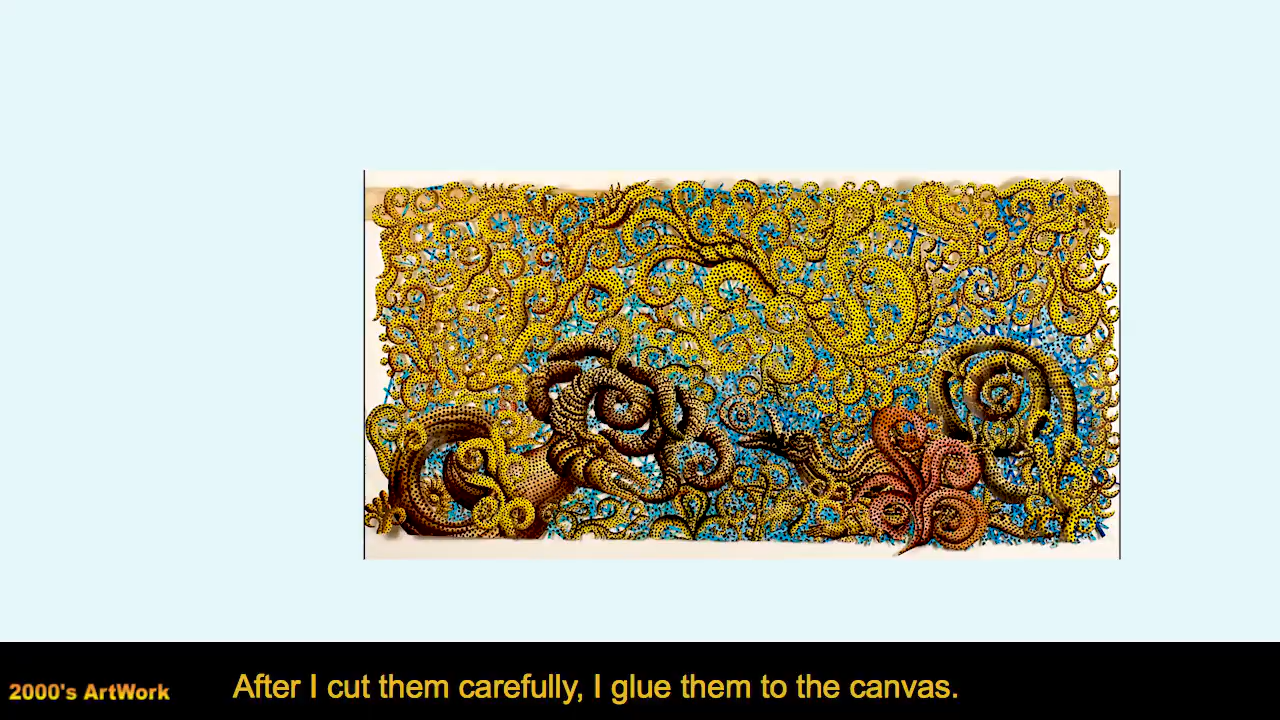 2000's ArtWork
After I cut them carefully, I glue them to the canvas.